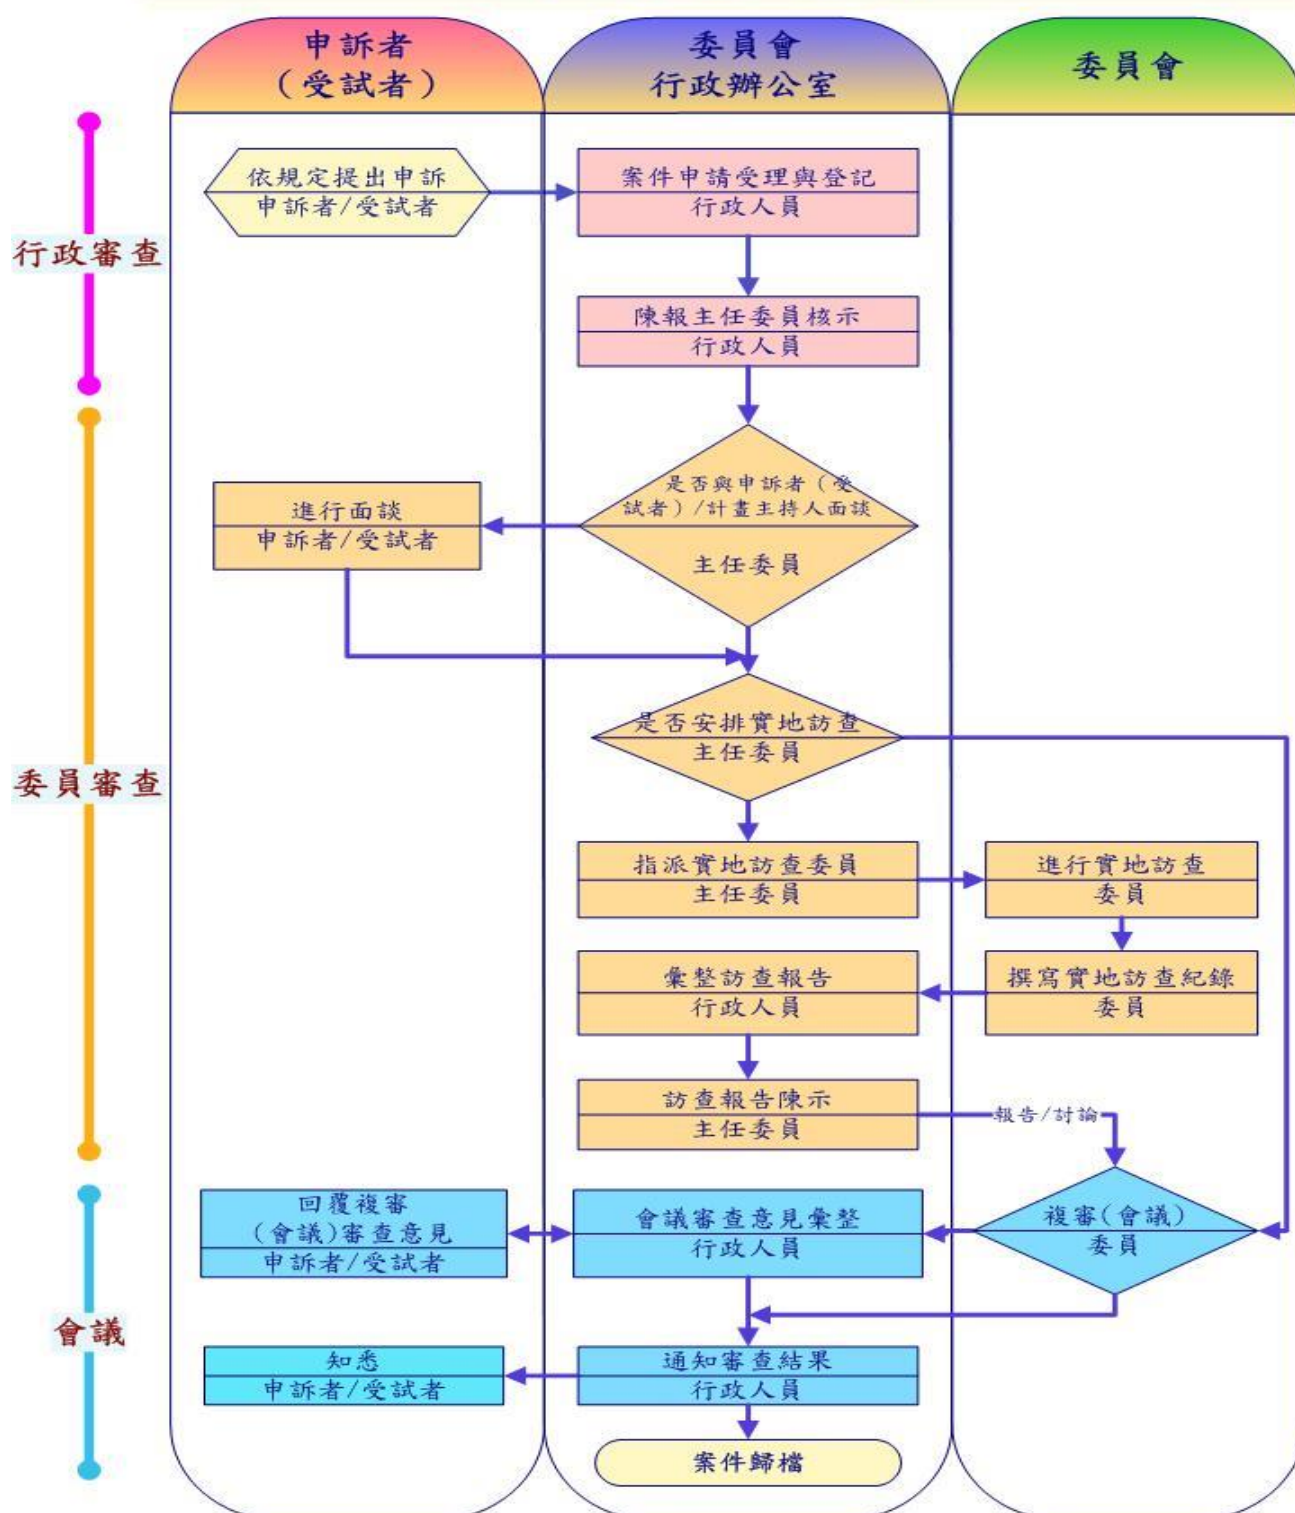 申訴者
（受試者）
委員會
行政辦公室
委員會
行政審查
依規定提出申訴
申訴者/受試者
案件申請受理與登記
行政人員
陳報主任委員核示
行政人員
是否與申訴者（受
試者）/計畫主持人面談
主任委員
進行面談
申訴者/受試者
是否安排實地訪查
主任委員
委員審查
指派實地訪查委員
主任委員
進行實地訪查
委員
彙整訪查報告
行政人員
撰寫實地訪查紀錄
委員
訪查報告陳示
主任委員
報告/討論
回覆複審
(會議)審查意見
申訴者/受試者
會議審查意見彙整
行政人員
複審(會議)
委員
會議
知悉
申訴者/受試者
通知審查結果
行政人員
案件歸檔